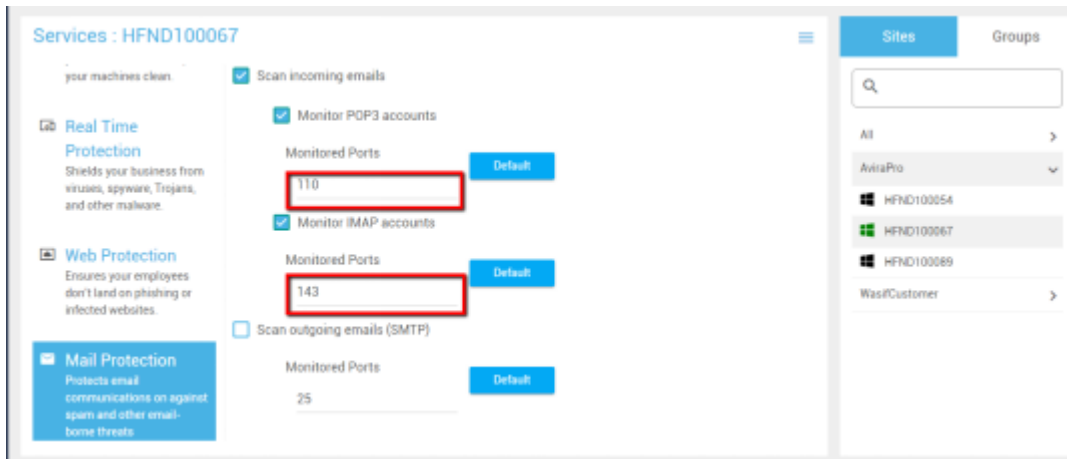 Services : HFND100067
your machines clean.
Real Time
Protection
Shields your business from
viruses, spyware, Trojans,
and other malware.
Web Protection
Ensures your employees
don't land on phishing or
infected websites.
Mail Protection
Protects email
communications on against
spam and other email-
borne threats
Scan incoming emails
Monitor POP3 accounts
Monitored Ports
Default
110
Monitor IMAP accounts
Monitored Ports
Default
143
Scan outgoing emails (SMTP)
Monitored Ports
Default
25
Sites
Groups
All
AviraPro
HFND100054
HFND100067
HFND100089
WasifCustomer